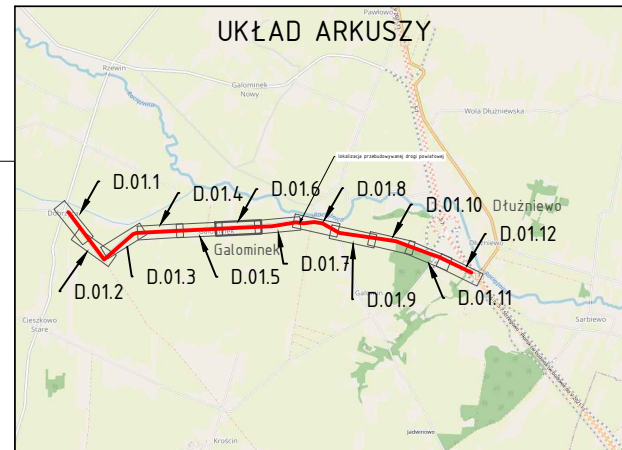 UKŁAD ARKUSZY
Pawłowo
Rzewin
Galominek
Nowy
Wola Dłużniewska
lokalizacja przebudowywanej drogi powiatowej
D.01.1
D.01.4
D.01.6
D.01.8
D.01.10
Dłużniewo
D.01.12
Galominek
D.01.2
D.01.3
D.01.5
D.01.7
D.01.9
D.01.11
Cieszkowo
Stare
Sarbiewo
Krościn
Jadwinowo